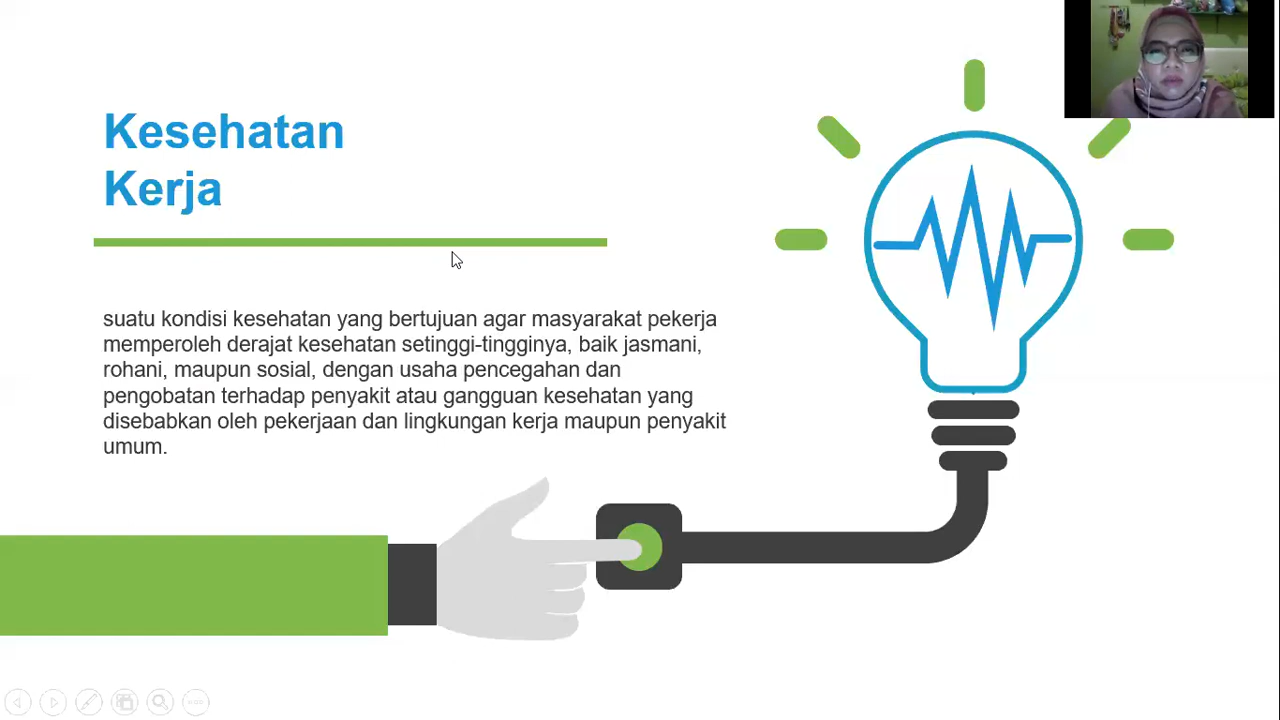 Kesehatan
Kerja
suatu kondisi kesehatan yang bertujuan agar masyarakat pekerja
memperoleh derajat kesehatan setinggi-tingginya, baik jasmani,
rohani, maupun sosial, dengan usaha pencegahan dan
pengobatan terhadap penyakit atau gangguan kesehatan yang
disebabkan oleh pekerjaan dan lingkungan kerja maupun penyakit
umum.